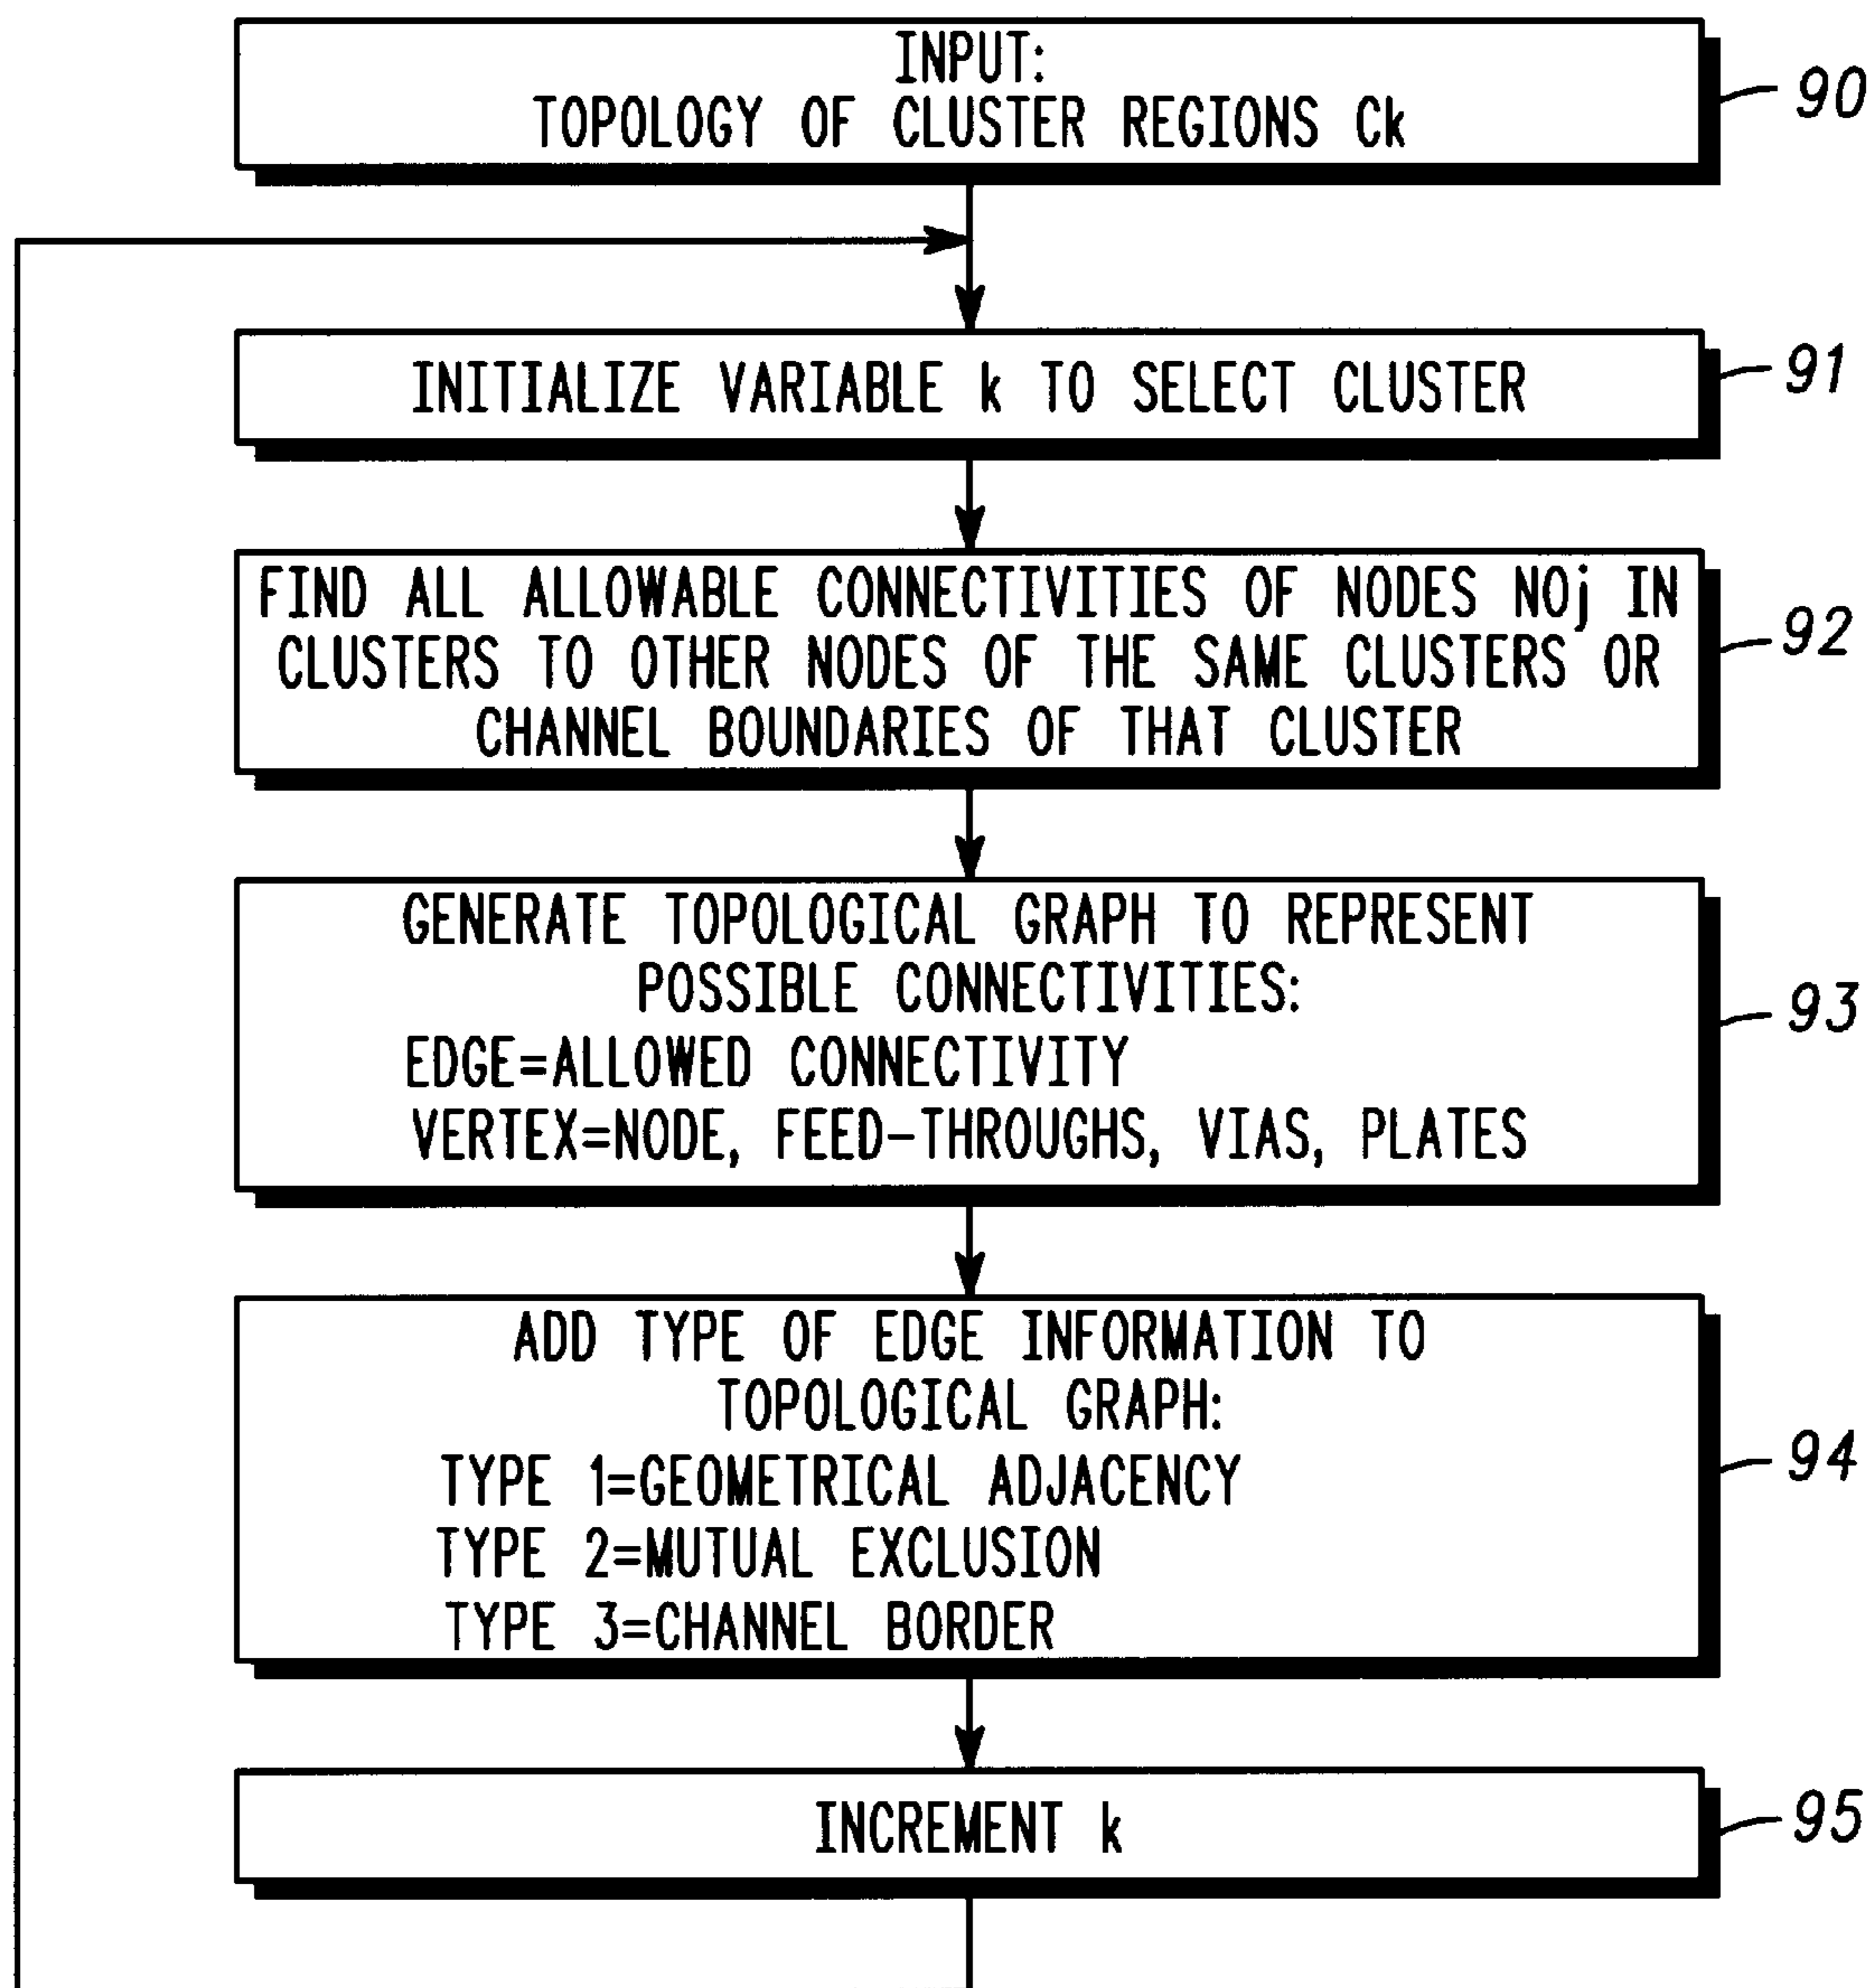 INPUT:
TOPOLOGY OF CLUSTER REGIONS Ck
90
INITIALIZE VARIABLE k TO SELECT CLUSTER
91
FIND ALL ALLOWABLE CONNECTIVITIES OF NODES NOj IN
CLUSTERS TO OTHER NODES OF THE SAME CLUSTERS OR
CHANNEL BOUNDARIES OF THAT CLUSTER
92
GENERATE TOPOLOGICAL GRAPH TO REPRESENT
POSSIBLE CONNECTIVITIES:
EDGE=ALLOWED CONNECTIVITY
VERTEX=NODE, FEED-THROUGHS, VIAS, PLATES
93
ADD TYPE OF EDGE INFORMATION TO
TOPOLOGICAL GRAPH:
TYPE 1=GEOMETRICAL ADJACENCY
TYPE 2=MUTUAL EXCLUSION
TYPE 3=CHANNEL BORDER
94
INCREMENT k
95